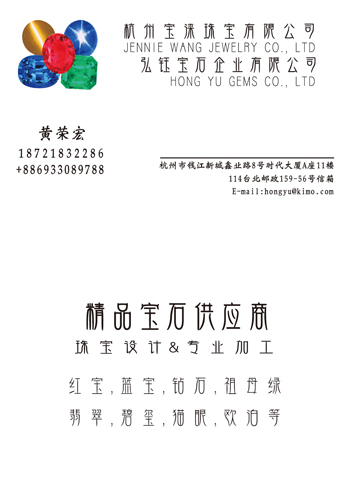 杭州宝涞珠宝有限公司
JENNIE WANG JEWELRY CO., LTD
弘钰宝石企业有限公司
HONG YU GEMS CO., LTD
黄荣宏
18721832286
+886933089788
杭州市钱江新城鑫业路8号时代大厦A座11楼
114台北邮政159-56号信箱
E-mail:hongyu@kimo.com
精品宝石供应商
珠宝设计&专业加工
红宝,蓝宝,钻石,祖母绿
翡翠,碧玺,猫眼,欧泊等